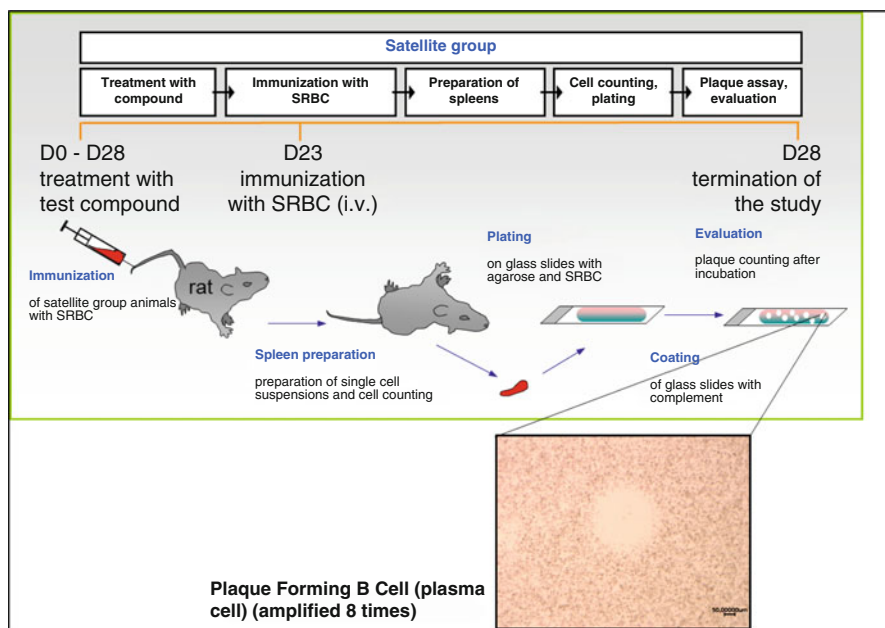 Satellite group
Treatment with
compound
Immunization with
SRBC
Preparation of
spleens
Cell counting,
plating
Plaque assay,
evaluation
D0 - D28
treatment with
test compound
D23
immunization
with SRBC (i.v.)
D28
termination of
the study
Immunization
of satellite group animals
with SRBC
rat
Spleen preparation
preparation of single cell
suspensions and cell counting
Plating
on glass slides with
agarose and SRBC
Evaluation
plaque counting after
incubation
Coating
of glass slides with
complement
Plaque Forming B Cell (plasma
cell) (amplified 8 times)